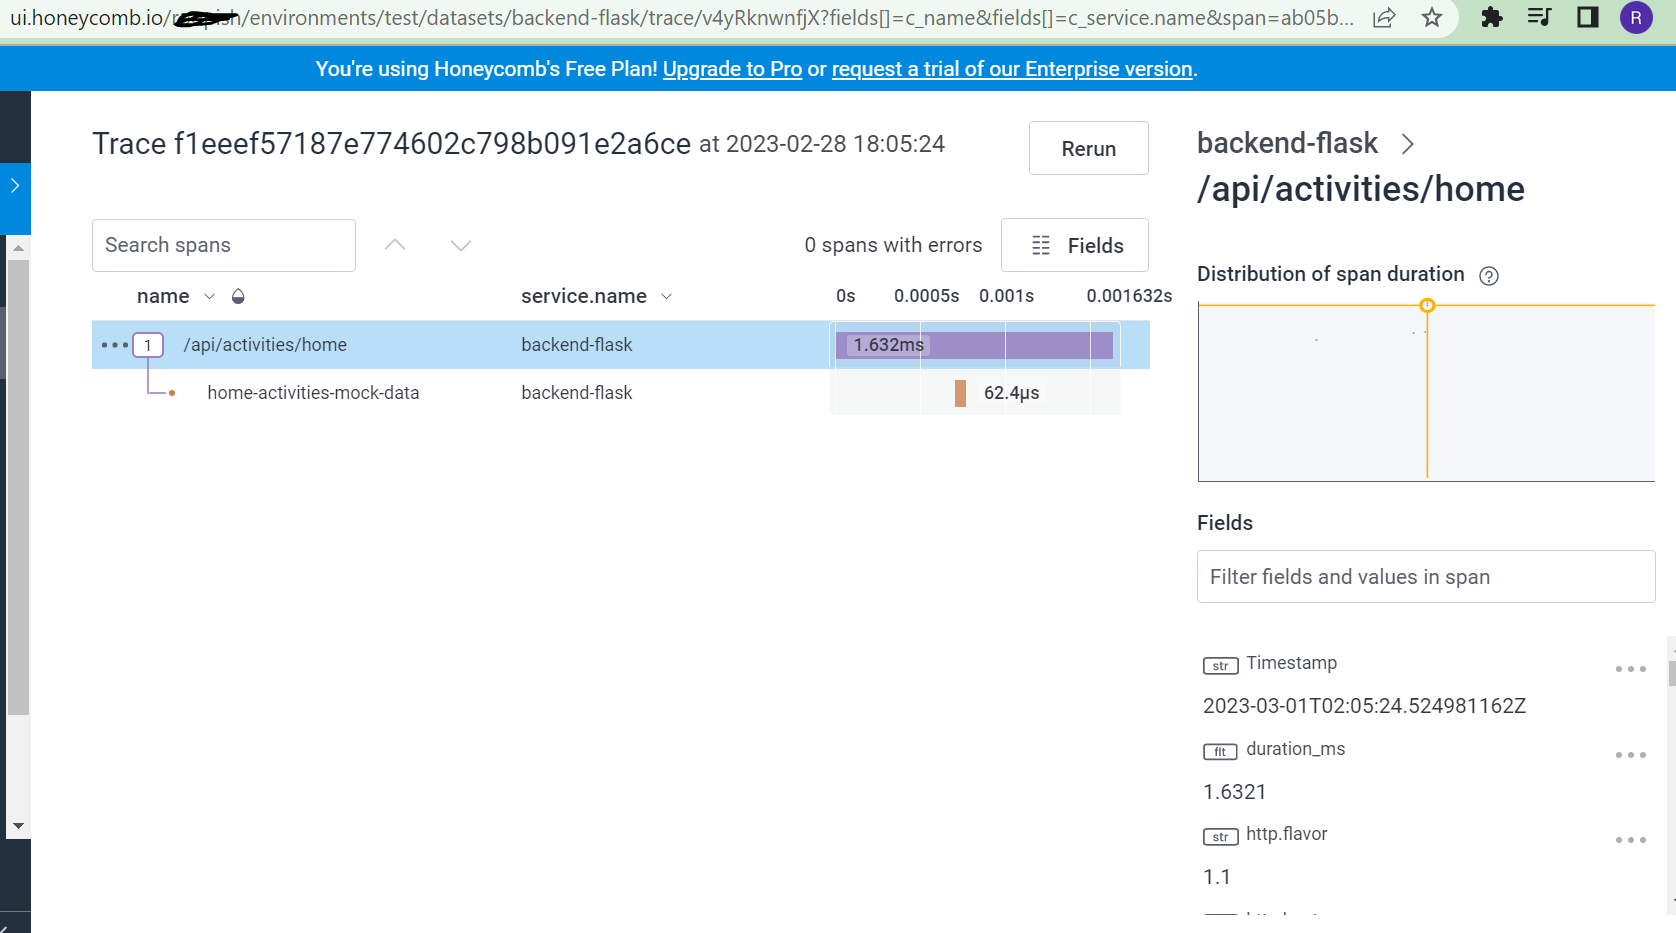 ui.honeycomb.io/ /environments/test/datasets/backend-flask/trace/v4yRknwnfjX?fields[]=c_name&fields[]=c_service.name&span=ab05b...
R
You're using Honeycomb's Free Plan! Upgrade to Pro or request a trial of our Enterprise version.
Trace f1eeef57187e774602c798b091e2a6ce at 2023-02-28 18:05:24
Rerun
Search spans
0 spans with errors
Fields
name
service.name
0s 0.0005s 0.001s 0.001632s
1 /api/activities/home backend-flask 1.632ms
home-activities-mock-data backend-flask 62.4µs
backend-flask
/api/activities/home
Distribution of span duration ?
Fields
Filter fields and values in span
str Timestamp
2023-03-01T02:05:24.524981162Z
flt duration_ms
1.6321
str http.flavor
1.1